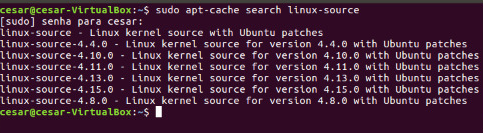 cesar@cesar-VirtualBox:~$ sudo apt-cache search linux-source
[sudo] senha para cesar:
linux-source - Linux kernel source with Ubuntu patches
linux-source-4.4.0 - Linux kernel source for version 4.4.0 with Ubuntu patches
linux-source-4.10.0 - Linux kernel source for version 4.10.0 with Ubuntu patches
linux-source-4.11.0 - Linux kernel source for version 4.11.0 with Ubuntu patches
linux-source-4.13.0 - Linux kernel source for version 4.13.0 with Ubuntu patches
linux-source-4.15.0 - Linux kernel source for version 4.15.0 with Ubuntu patches
linux-source-4.8.0 - Linux kernel source for version 4.8.0 with Ubuntu patches
cesar@cesar-VirtualBox:~$